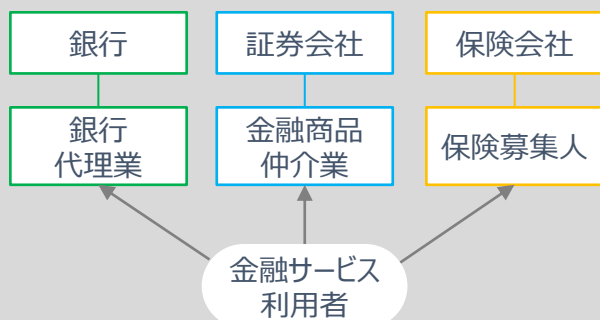 銀行
証券会社
保険会社
銀行
代理業
金融商品
仲介業
保険募集人
金融サービス
利用者